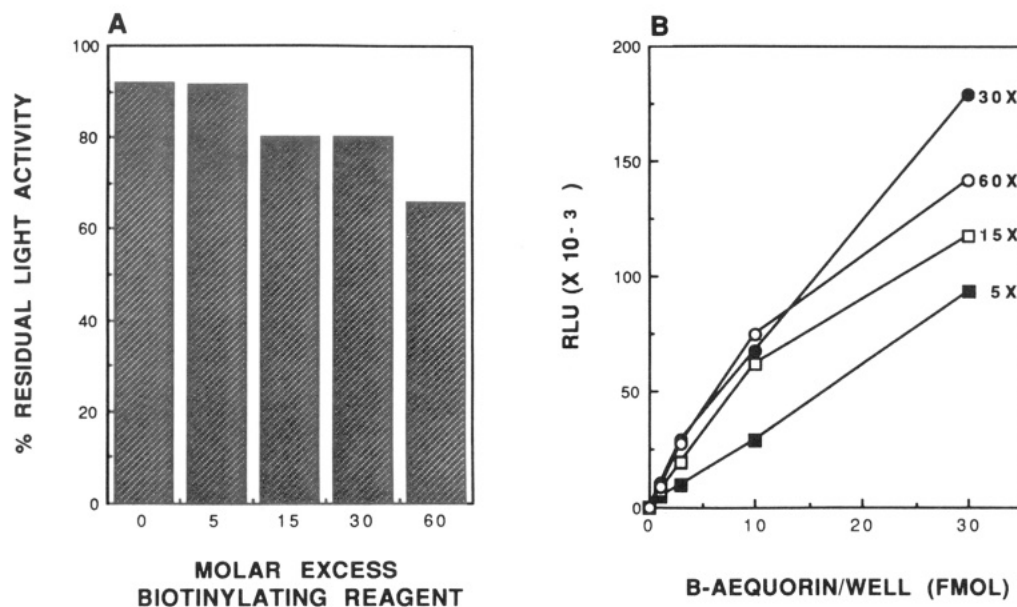 A
% RESIDUAL LIGHT ACTIVITY
100
80
60
40
20
0
0 5 15 30 60
MOLAR EXCESS
BIOTINYLATING REAGENT
B
RLU (X 10 - 3 )
200
150
100
50
0
30 X
60 X
15 X
5 X
0 10 20 30
B-AEQUORIN/WELL (FMOL)